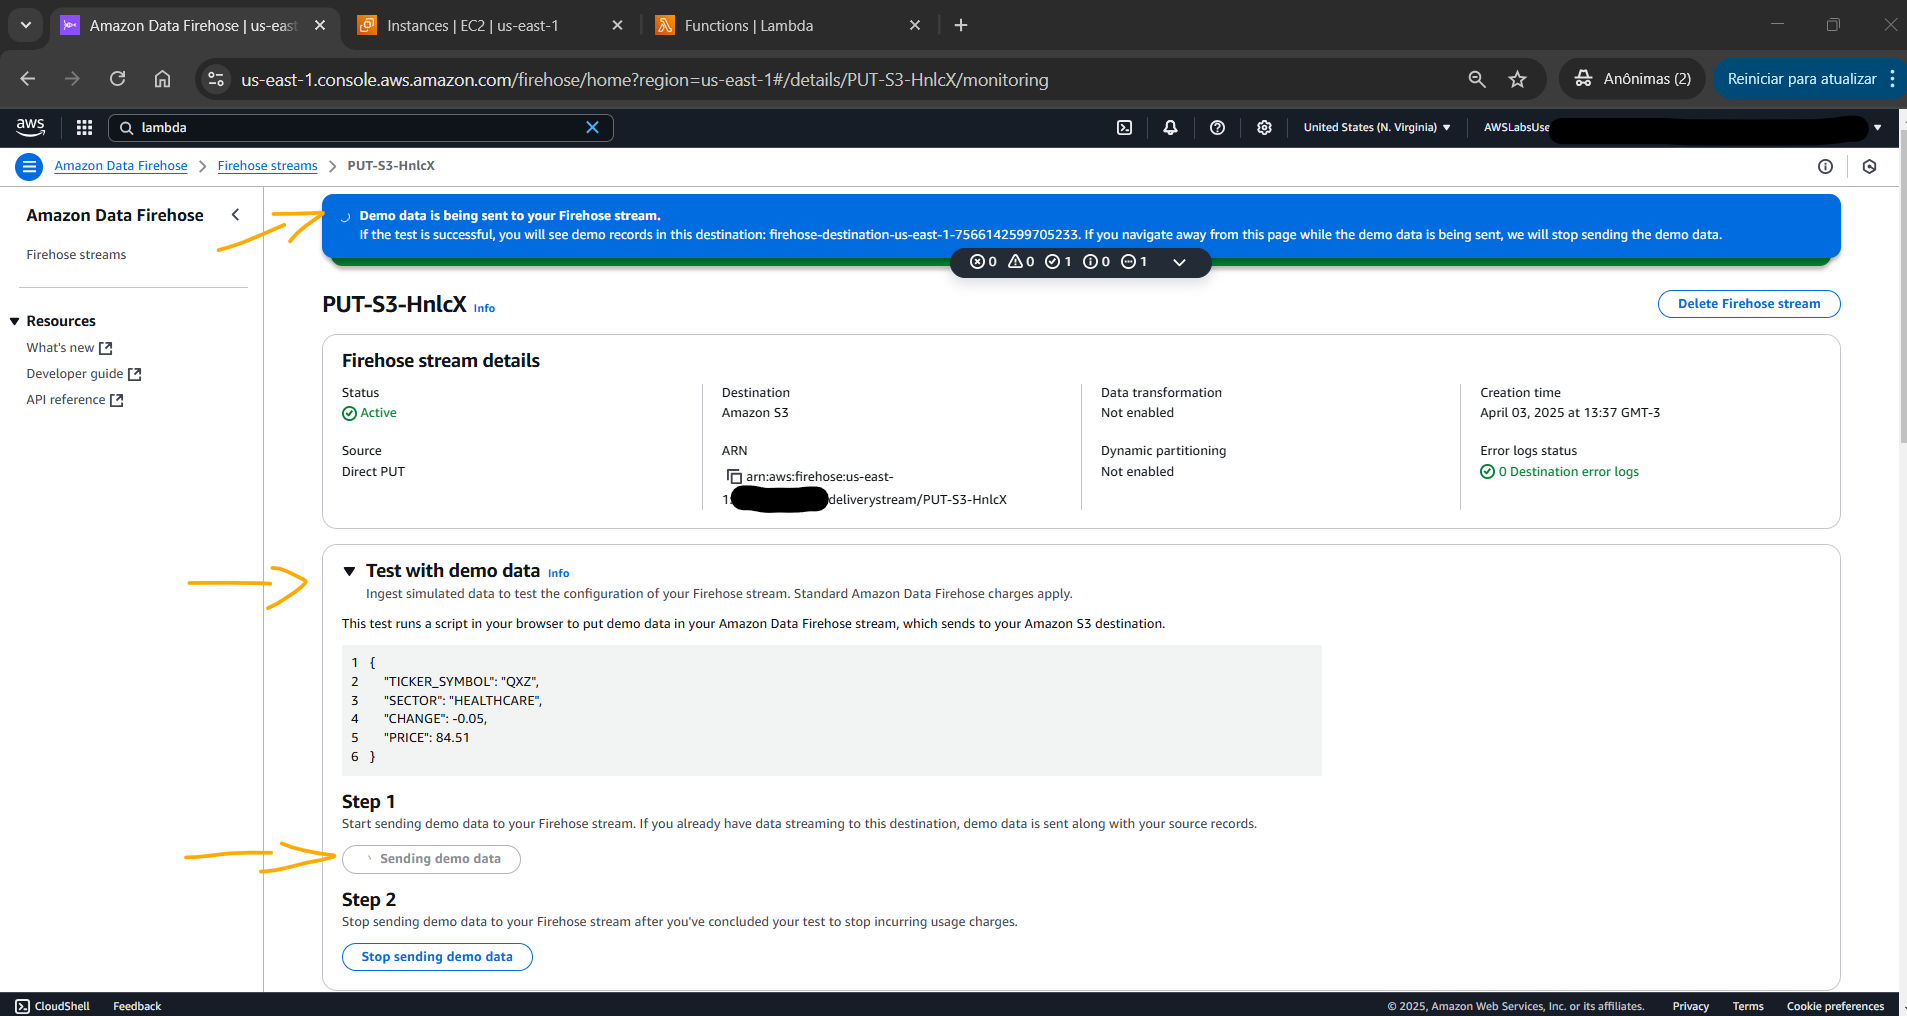 Amazon Data Firehose | us-east
Instances | EC2 | us-east-1
Functions | Lambda
us-east-1.console.aws.amazon.com/firehose/home?region=us-east-1#/details/PUT-S3-HnlcX/monitoring
Anônimas (2)
Reiniciar para atualizar
aws
lambda
United States (N. Virginia)
AWSLabsUse
Amazon Data Firehose
Firehose streams
PUT-S3-HnlcX
Amazon Data Firehose
Firehose streams
Resources
What's new
Developer guide
API reference
Demo data is being sent to your Firehose stream.
If the test is successful, you will see demo records in this destination: firehose-destination-us-east-1-7566142599705233. If you navigate away from this page while the demo data is being sent, we will stop sending the demo data.
0 0 1 0 1
PUT-S3-HnlcX Info
Delete Firehose stream
Firehose stream details
Status
Active
Source
Direct PUT
Destination
Amazon S3
ARN
arn:aws:firehose:us-east-
1: deliverystream/PUT-S3-HnlcX
Data transformation
Not enabled
Dynamic partitioning
Not enabled
Creation time
April 03, 2025 at 13:37 GMT-3
Error logs status
0 Destination error logs
Test with demo data Info
Ingest simulated data to test the configuration of your Firehose stream. Standard Amazon Data Firehose charges apply.
This test runs a script in your browser to put demo data in your Amazon Data Firehose stream, which sends to your Amazon S3 destination.
1 {
2 "TICKER_SYMBOL": "QXZ",
3 "SECTOR": "HEALTHCARE",
4 "CHANGE": -0.05,
5 "PRICE": 84.51
6 }
Step 1
Start sending demo data to your Firehose stream. If you already have data streaming to this destination, demo data is sent along with your source records.
Sending demo data
Step 2
Stop sending demo data to your Firehose stream after you've concluded your test to stop incurring usage charges.
Stop sending demo data
CloudShell
Feedback
© 2025, Amazon Web Services, Inc. or its affiliates.
Privacy
Terms
Cookie preferences